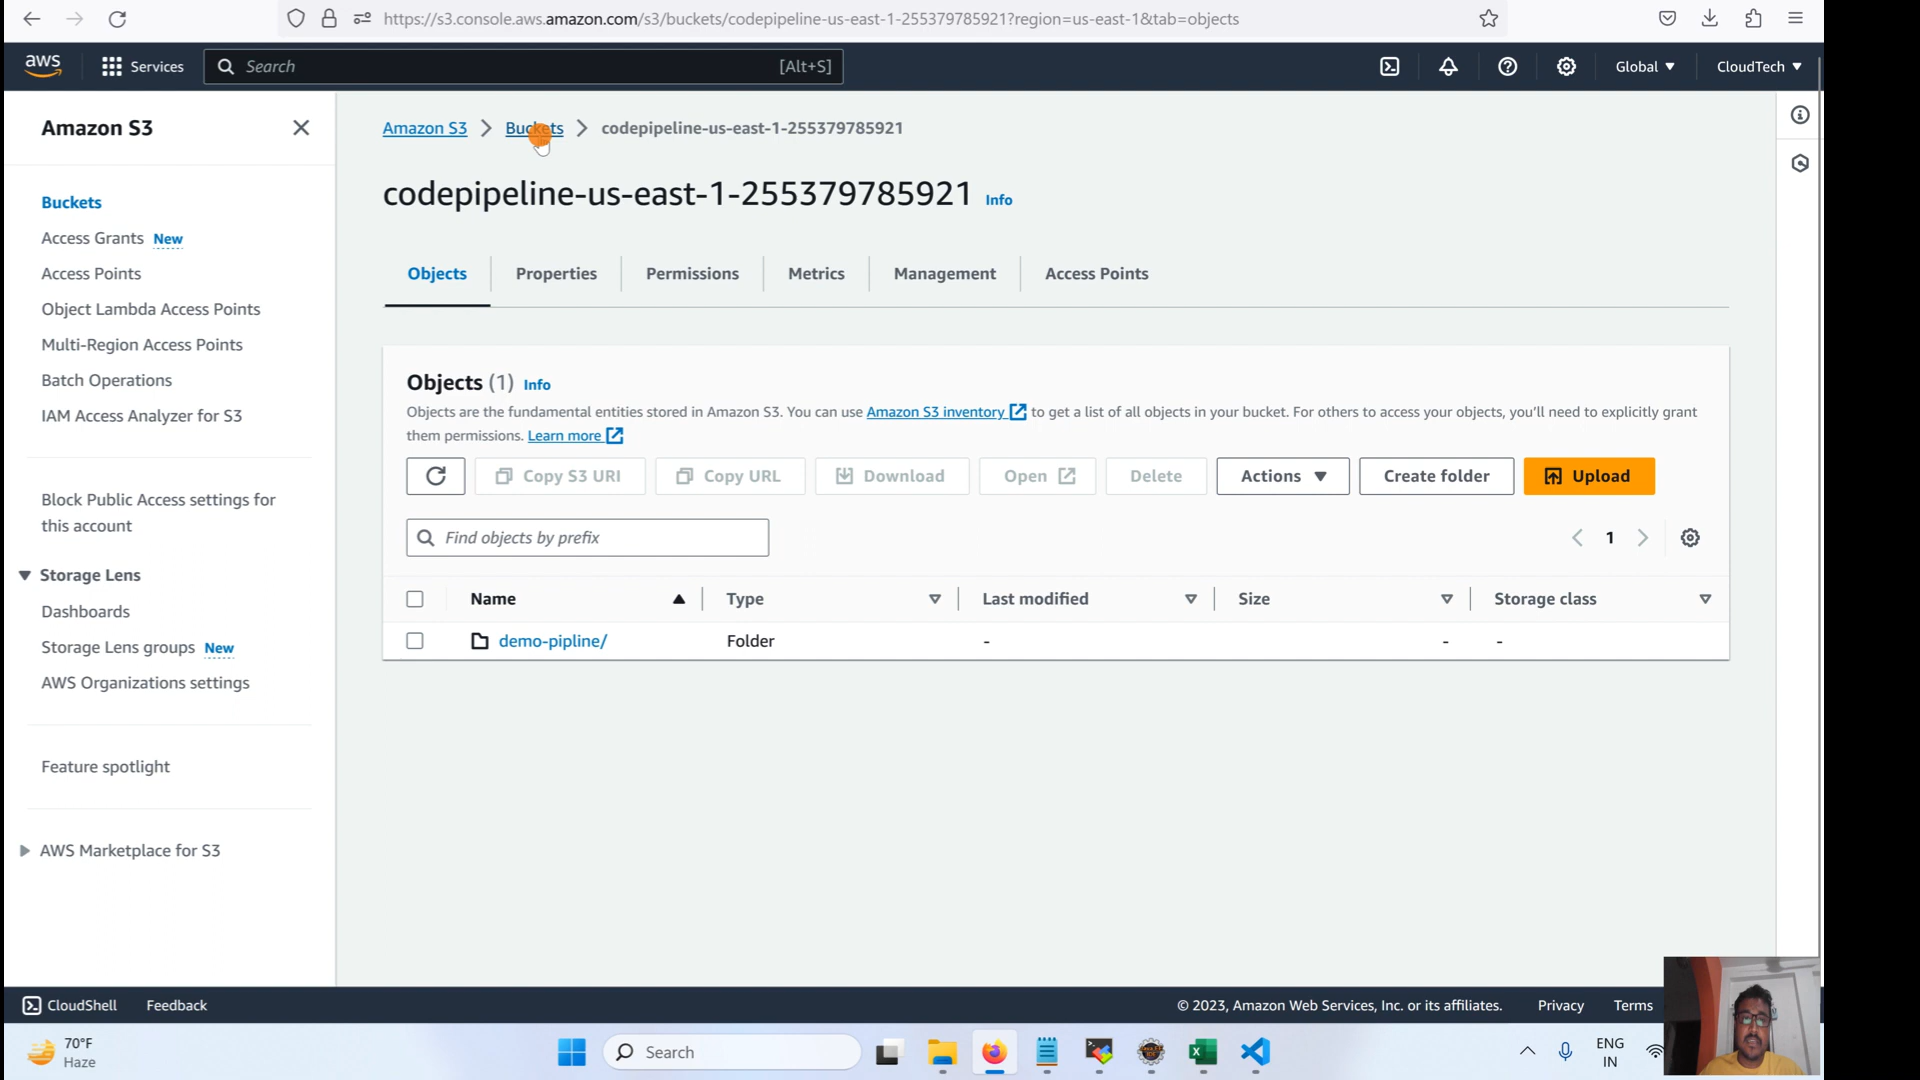 https://s3.console.aws.amazon.com/s3/buckets/codepipeline-us-east-1-255379785921?region=us-east-1&tab=objects
aws
Services
Search
[Alt+S]
Global
CloudTech
Amazon S3
Buckets
Access Grants New
Access Points
Object Lambda Access Points
Multi-Region Access Points
Batch Operations
IAM Access Analyzer for S3
Block Public Access settings for
this account
Storage Lens
Dashboards
Storage Lens groups New
AWS Organizations settings
Feature spotlight
AWS Marketplace for S3
Amazon S3 > Buckets > codepipeline-us-east-1-255379785921
codepipeline-us-east-1-255379785921 Info
Objects Properties Permissions Metrics Management Access Points
Objects (1) Info
Objects are the fundamental entities stored in Amazon S3. You can use Amazon S3 inventory to get a list of all objects in your bucket. For others to access your objects, you'll need to explicitly grant
them permissions. Learn more
Copy S3 URI Copy URL Download Open Delete Actions Create folder Upload
Find objects by prefix
1
Name Type Last modified Size Storage class
demo-pipline/ Folder - - -
CloudShell Feedback
© 2023, Amazon Web Services, Inc. or its affiliates. Privacy Terms
70°F
Haze
Search
ENG
IN